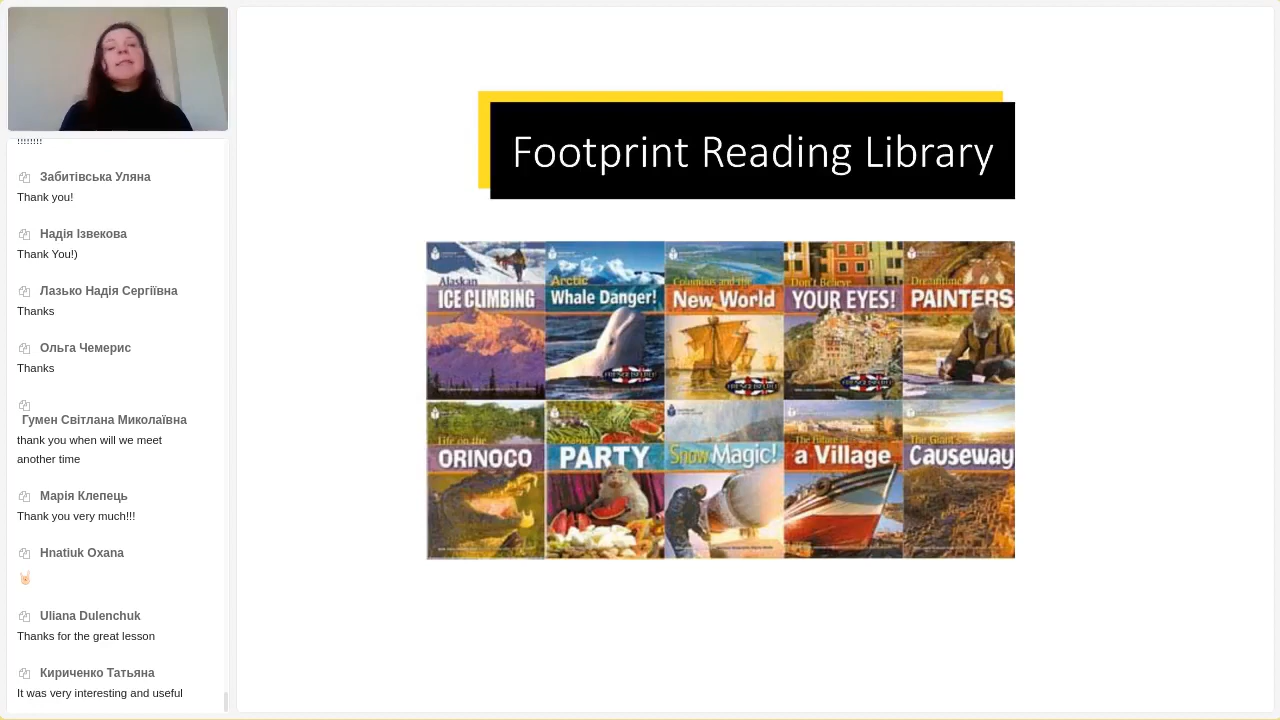 !!!!!!!!
Забитівська Уляна
Thank you!
Надія Ізвекова
Thank You!)
Лазько Надія Сергіївна
Thanks
Ольга Чемерис
Thanks
Гумен Світлана Миколаївна
thank you when will we meet
another time
Марія Клепець
Thank you very much!!!
Hnatiuk Oxana
Uliana Dulenchuk
Thanks for the great lesson
Кириченко Татьяна
It was very interesting and useful
Footprint Reading Library
Alaskan
ICE CLIMBING
Arctic
Whale Danger!
Columbus and the
New World
Don't Believe
YOUR EYES!
Dreamtime
PAINTERS
Life on the
ORINOCO
Monkey
PARTY
Snow Magic!
The Future of
a Village
The Giant's
Causeway